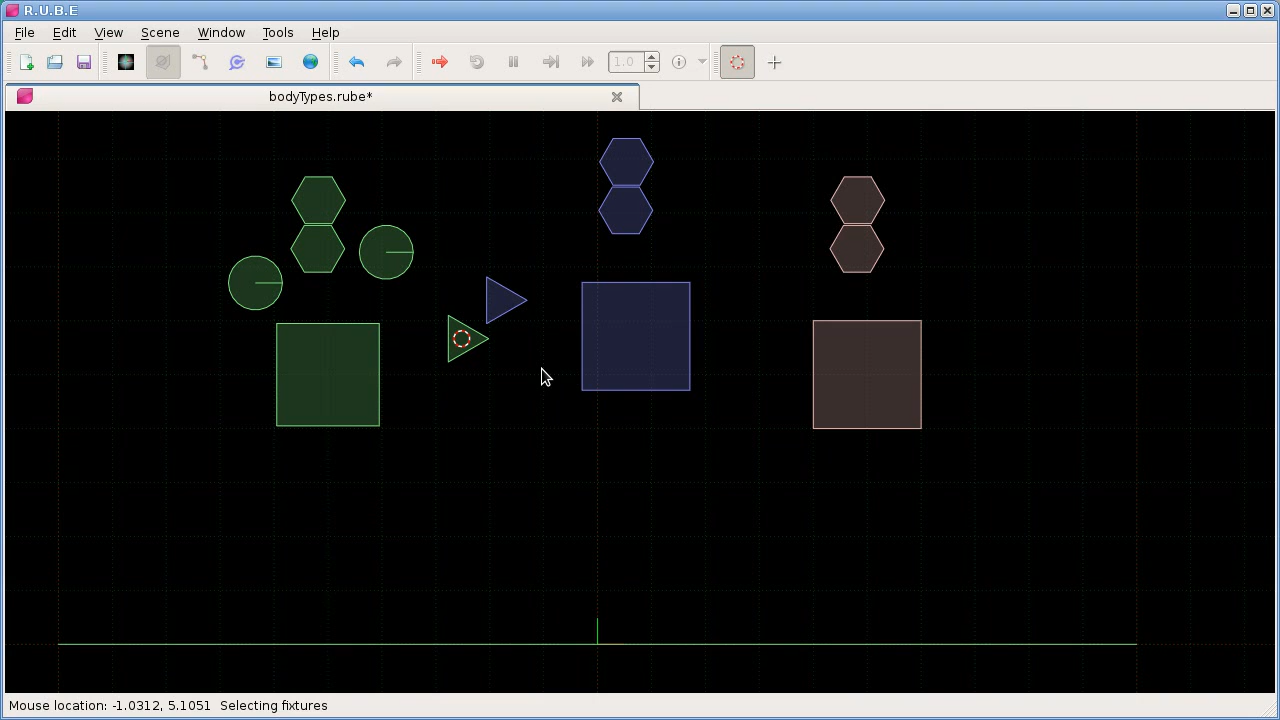 R.U.B.E
File Edit View Scene Window Tools Help
1.0
bodyTypes.rube*
Mouse location: -1.0312, 5.1051 Selecting fixtures